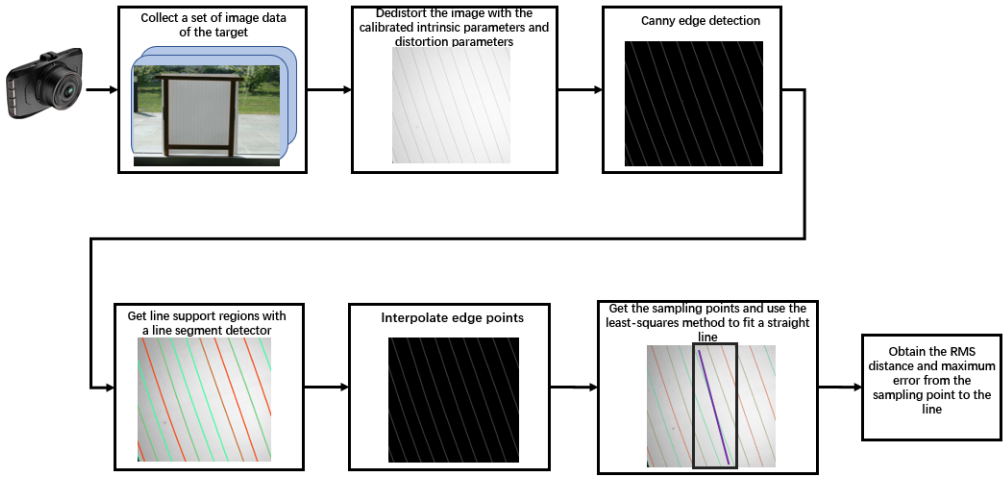 Collect a set of image data
of the target
Dedistort the image with the
calibrated intrinsic parameters and
distortion parameters
Canny edge detection
Get line support regions with
a line segment detector
Interpolate edge points
Get the sampling points and use the
least-squares method to fit a straight
line
Obtain the RMS
distance and maximum
error from the
sampling point to the
line